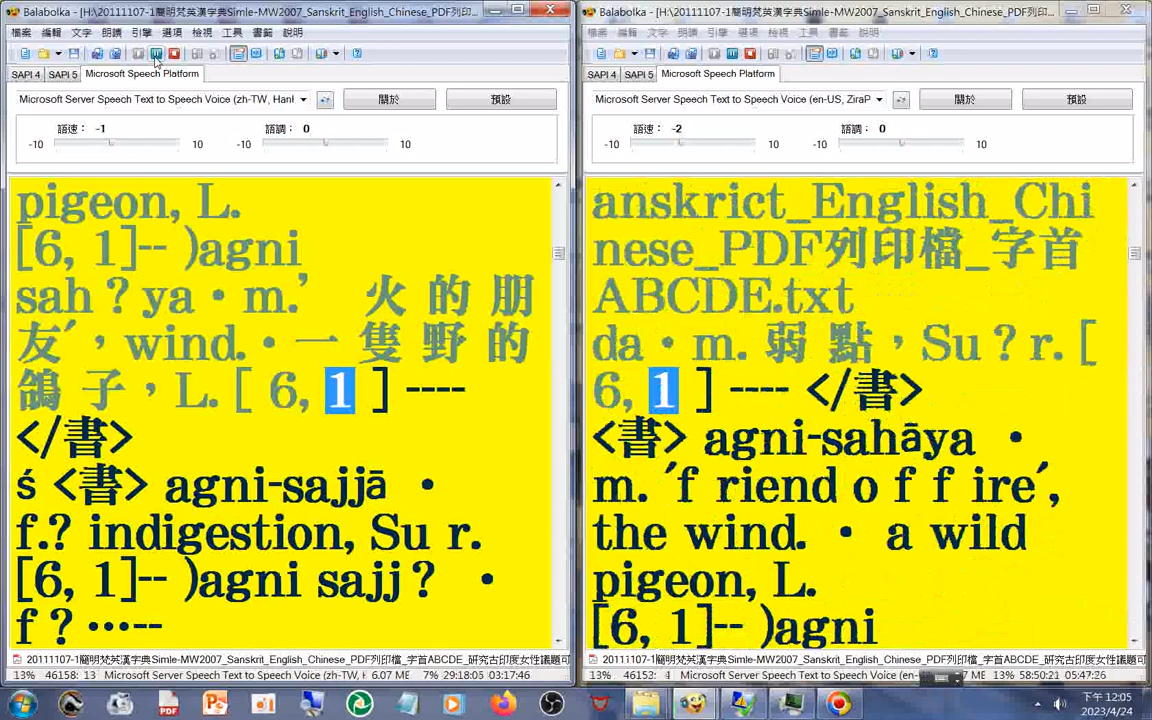 Balabolka - [H:\20111107-1簡明梵英漢字典Simle-MW2007_Sanskrit_English_Chinese_PDF列印...
檔案 編輯 文字 朗讀 引擎 選項 檢視 工具 書籤 說明
SAPI 4 SAPI 5 Microsoft Speech Platform
Microsoft Server Speech Text to Speech Voice (zh-TW, Hanl
關於 預設
語速： -1 語調： 0
-10 10 -10 10
pigeon, L.
[6, 1]-- )agni
sah？ya・m.’ 火 的 朋
友′，wind.・一 隻 野 的
鴿 子，L. [ 6, 1 ] ----
</書>
ś <書> agni-sajjā ・
f.? indigestion, Su r.
[6, 1]-- )agni sajj？ ・
f？…--
20111107-1簡明梵英漢字典Simle-MW2007_Sanskrit_English_Chinese_PDF列印檔_字首ABCDE_研究古印度女性議題可
13% 46158: 13 Microsoft Server Speech Text to Speech Voice (zh-TW, H 6.07 MB 7% 29:18:05 03:17:46
Balabolka - [H:\20111107-1簡明梵英漢字典Simle-MW2007_Sanskrit_English_Chinese_PDF列印...
檔案 編輯 文字 朗讀 引擎 選項 檢視 工具 書籤 說明
SAPI 4 SAPI 5 Microsoft Speech Platform
Microsoft Server Speech Text to Speech Voice (en-US, ZiraP
關於 預設
語速： -2 語調： 0
-10 10 -10 10
anskrict_English_Chi
nese_PDF列印檔_字首
ABCDE.txt
da・m. 弱 點，Su？r. [
6, 1 ] ---- </書>
<書> agni-sahāya ・
m. ′f riend o f f ire′,
the wind. ・ a wild
pigeon, L.
[6, 1]-- )agni
20111107-1簡明梵英漢字典Simle-MW2007_Sanskrit_English_Chinese_PDF列印檔_字首ABCDE_研究古印度女性議題可
13% 46152: Microsoft Server Speech Text to Speech Voice 13% 58:50:21 05:47:26
下午 12:05
2023/4/24